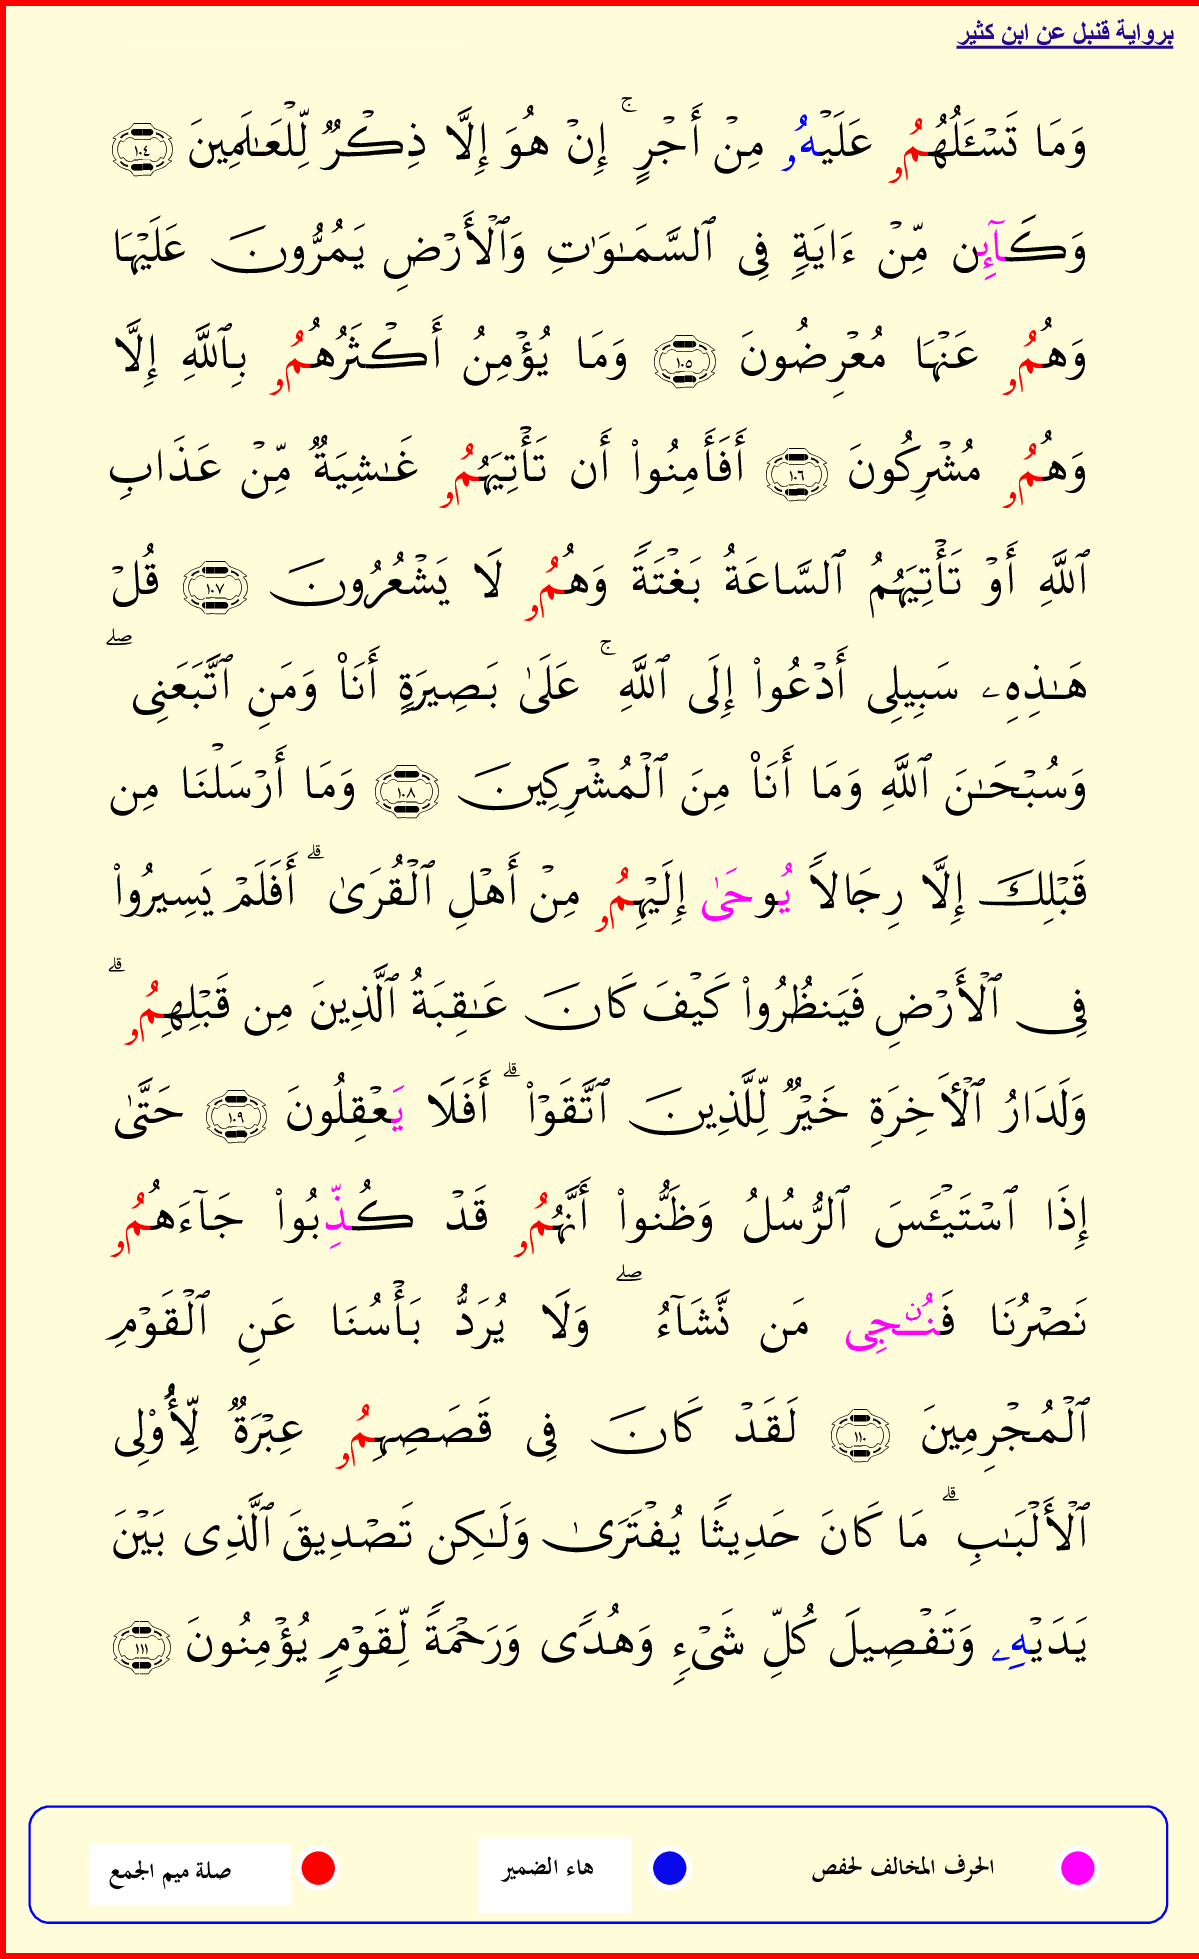 برواية قنبل عن ابن كثير
وَمَا تَسْـَٔلُهُمُۥ عَلَيْهُۥ مِنْ أَجْرٍ ۚ إِنْ هُوَ إِلَّا ذِكْرٌ لِّلْعَـٰلَمِينَ ١٠٤
وَكَآئِن مِّنْ ءَايَةٍ فِى ٱلسَّمَـٰوَٰتِ وَٱلْأَرْضِ يَمُرُّونَ عَلَيْهَا
وَهُمُۥ عَنْهَا مُعْرِضُونَ ١٠٥ وَمَا يُؤْمِنُ أَكْثَرُهُمُۥ بِٱللَّهِ إِلَّا
وَهُمُۥ مُشْرِكُونَ ١٠٦ أَفَأَمِنُوا۟ أَن تَأْتِيَهُمُۥ غَـٰشِيَةٌ مِّنْ عَذَابِ
ٱللَّهِ أَوْ تَأْتِيَهُمُ ٱلسَّاعَةُ بَغْتَةً وَهُمُۥ لَا يَشْعُرُونَ ١٠٧ قُلْ
هَـٰذِهِۦ سَبِيلِى أَدْعُوا۟ إِلَى ٱللَّهِ ۚ عَلَىٰ بَصِيرَةٍ أَنَا۠ وَمَنِ ٱتَّبَعَنِى ۖ
وَسُبْحَـٰنَ ٱللَّهِ وَمَا أَنَا۠ مِنَ ٱلْمُشْرِكِينَ ١٠٨ وَمَا أَرْسَلْنَا مِن
قَبْلِكَ إِلَّا رِجَالاً يُوحَىٰ إِلَيْهِمُۥ مِنْ أَهْلِ ٱلْقُرَىٰ ۗ أَفَلَمْ يَسِيرُوا۟
فِى ٱلْأَرْضِ فَيَنظُرُوا۟ كَيْفَ كَانَ عَـٰقِبَةُ ٱلَّذِينَ مِن قَبْلِهِمُۥ ۗ
وَلَدَارُ ٱلْأَخِرَةِ خَيْرٌ لِّلَّذِينَ ٱتَّقَوْا۟ ۗ أَفَلَا يَعْقِلُونَ ١٠٩ حَتَّىٰ
إِذَا ٱسْتَيْـَٔسَ ٱلرُّسُلُ وَظَنُّوا۟ أَنَّهُمُۥ قَدْ كُذِّبُوا۟ جَآءَهُمُۥ
نَصْرُنَا فَنُـۨجِى مَن نَّشَآءُ ۖ وَلَا يُرَدُّ بَأْسُنَا عَنِ ٱلْقَوْمِ
ٱلْمُجْرِمِينَ ١١٠ لَقَدْ كَانَ فِى قَصَصِهِمُۥ عِبْرَةٌ لِّأُو۟لِى
ٱلْأَلْبَـٰبِ ۗ مَا كَانَ حَدِيثًا يُفْتَرَىٰ وَلَـٰكِن تَصْدِيقَ ٱلَّذِى بَيْنَ
يَدَيْهِۦ وَتَفْصِيلَ كُلِّ شَىْءٍ وَهُدًى وَرَحْمَةً لِّقَوْمٍ يُؤْمِنُونَ ١١١
الحرف المخالف لحفص هاء الضمير صلة ميم الجمع